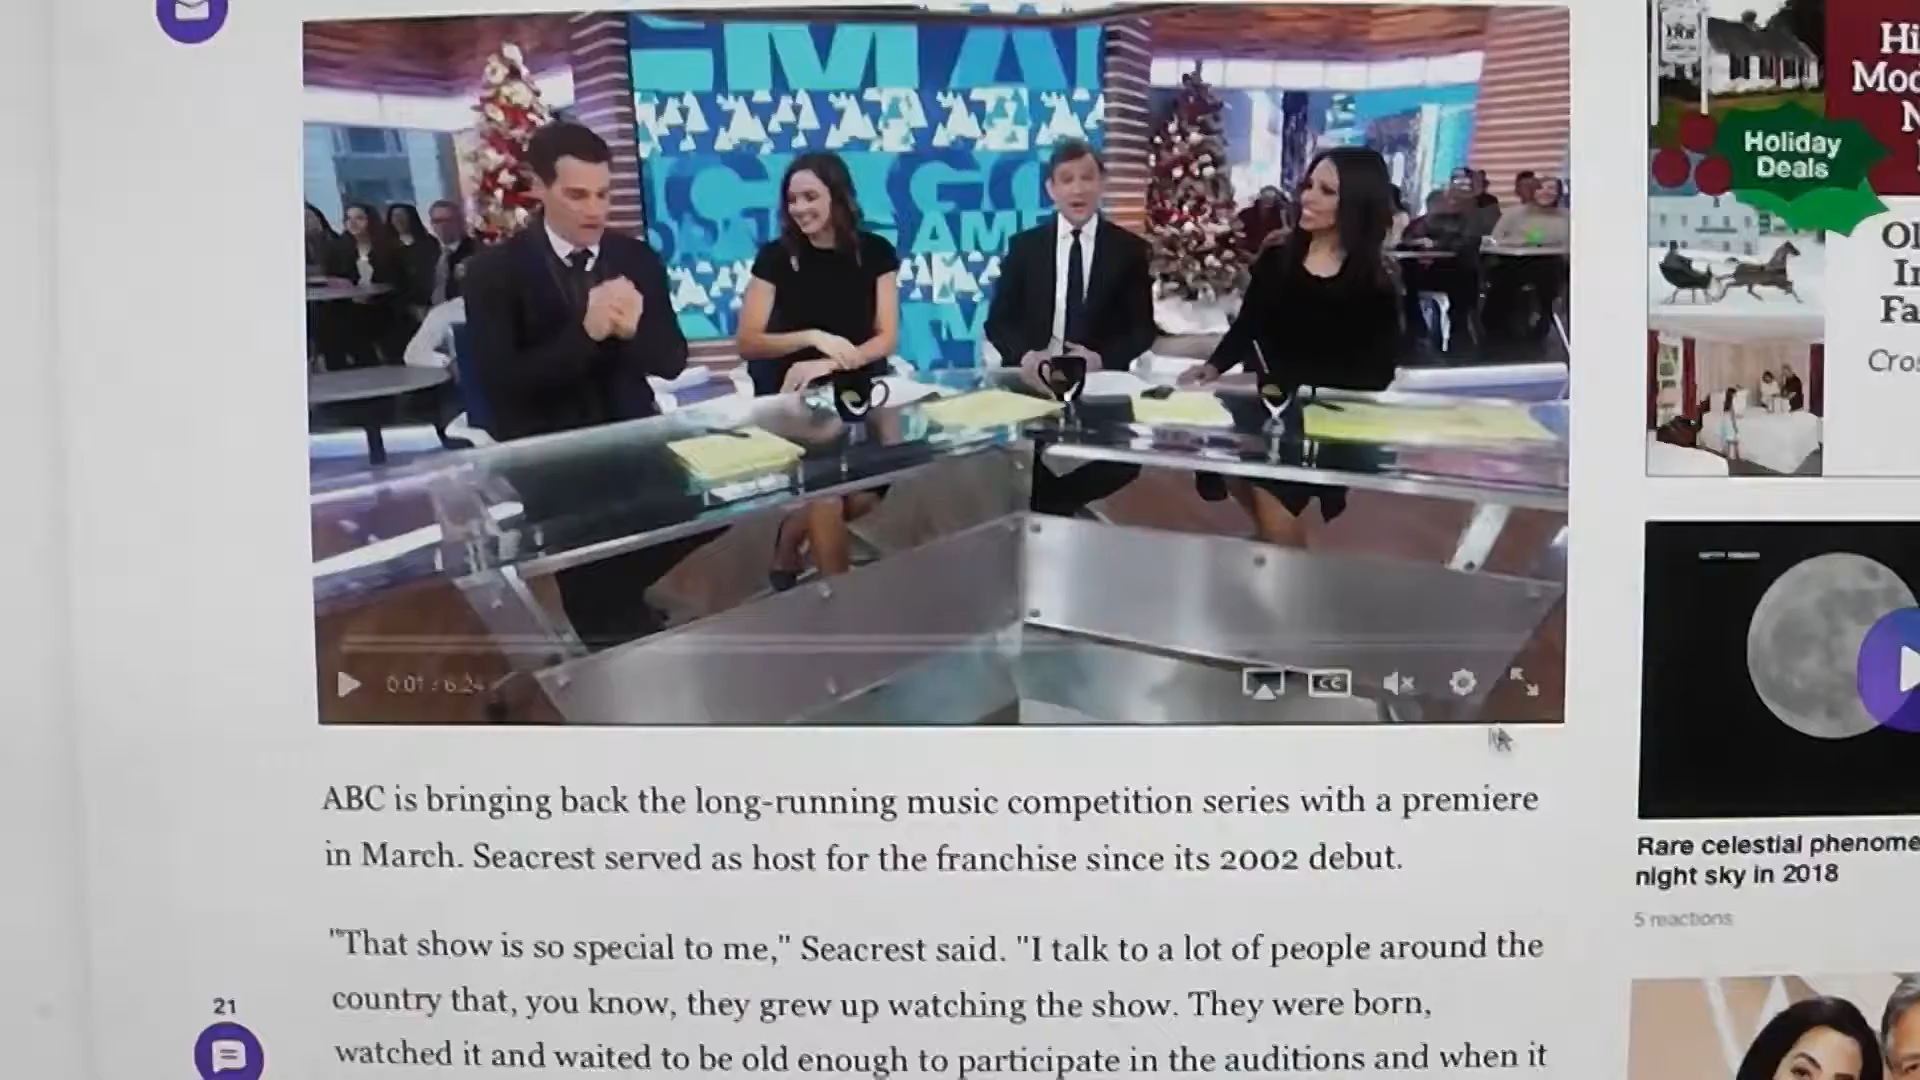 Holiday
Deals
0:01 / 6:24
CC
ABC is bringing back the long-running music competition series with a premiere
in March. Seacrest served as host for the franchise since its 2002 debut.
"That show is so special to me," Seacrest said. "I talk to a lot of people around the
country that, you know, they grew up watching the show. They were born,
watched it and waited to be old enough to participate in the auditions and when it
21
Rare celestial phenome
night sky in 2018
5 reactions